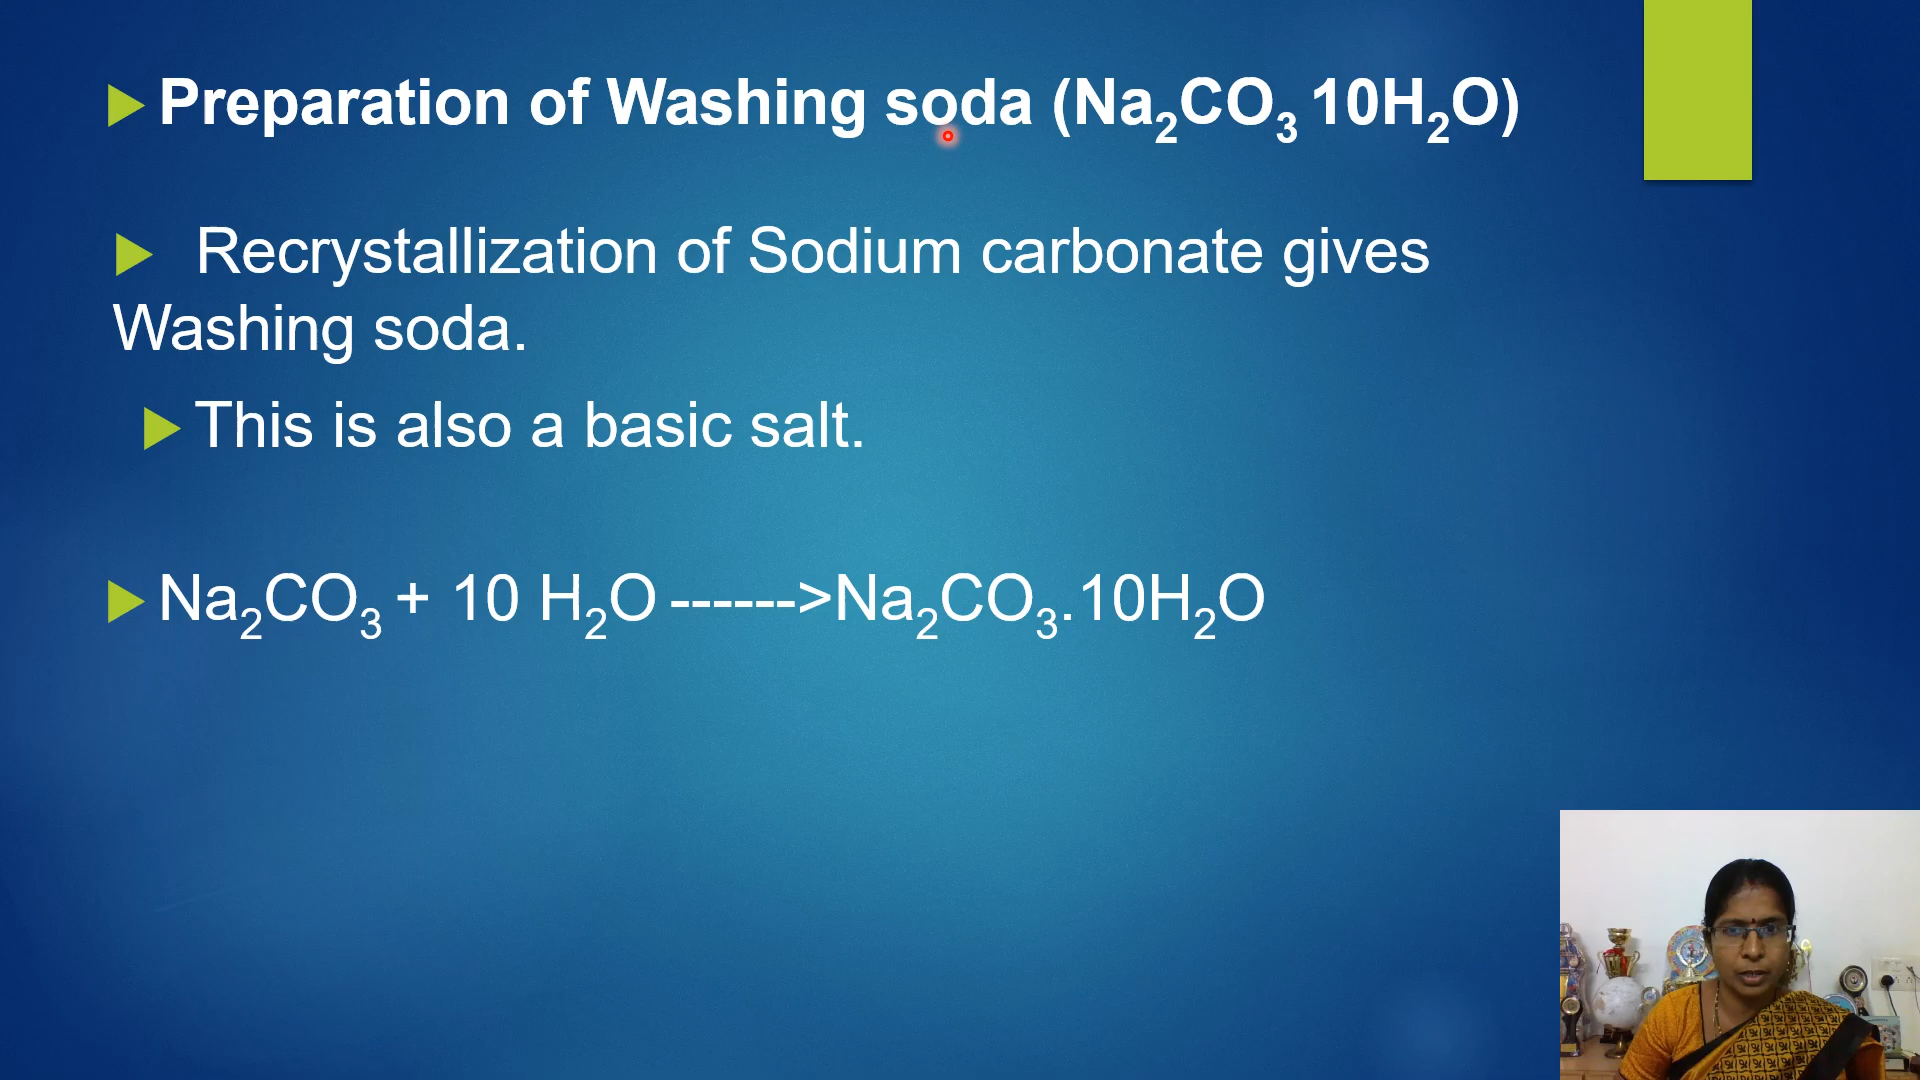 Preparation of Washing soda (Na₂CO₃ 10H₂O)
Recrystallization of Sodium carbonate gives
Washing soda.
This is also a basic salt.
Na₂CO₃ + 10 H₂O ------>Na₂CO₃.10H₂O